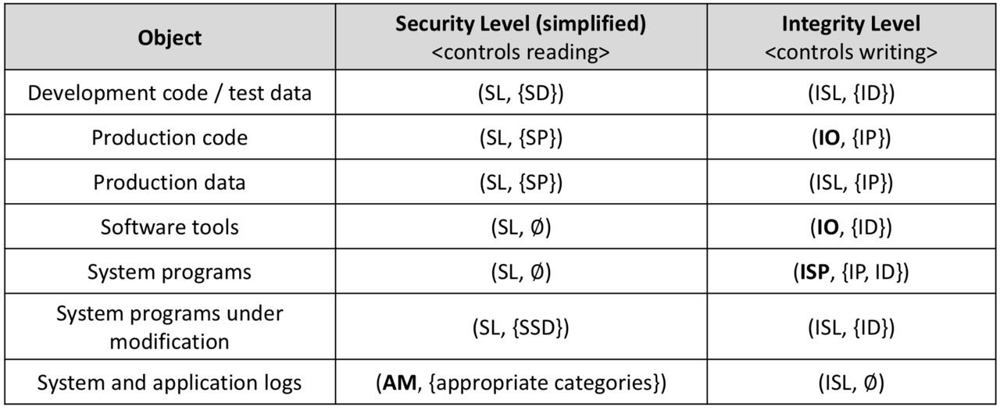 Object
Security Level (simplified)
<controls reading>
Integrity Level
<controls writing>
Development code / test data
(SL, {SD})
(ISL, {ID})
Production code
(SL, {SP})
(IO, {IP})
Production data
(SL, {SP})
(ISL, {IP})
Software tools
(SL, Ø)
(IO, {ID})
System programs
(SL, Ø)
(ISP, {IP, ID})
System programs under
modification
(SL, {SSD})
(ISL, {ID})
System and application logs
(AM, {appropriate categories})
(ISL, Ø)